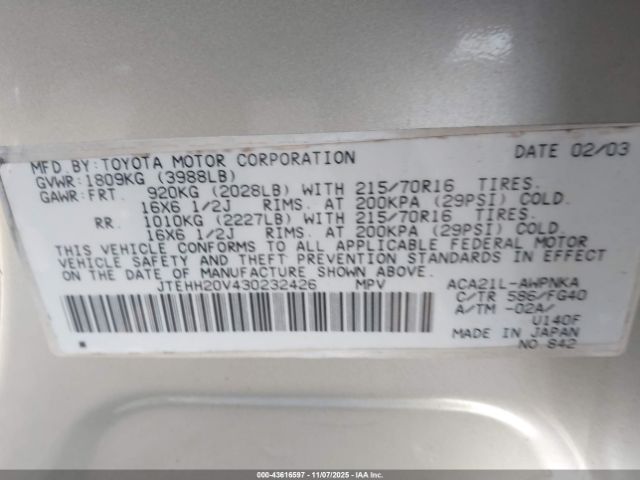 MFD BY: TOYOTA MOTOR CORPORATION DATE 02/03
GVWR: 1809KG (3988LB)
GAWR: FRT. 920KG (2028LB) WITH 215/70R16 TIRES.
16X6 1/2J RIMS. AT 200KPA (29PSI) COLD.
RR. 1010KG (2227LB) WITH 215/70R16 TIRES.
16X6 1/2J RIMS. AT 200KPA (29PSI) COLD.
THIS VEHICLE CONFORMS TO ALL APPLICABLE FEDERAL MOTOR
VEHICLE SAFETY AND THEFT PREVENTION STANDARDS IN EFFECT
ON THE DATE OF MANUFACTURE SHOWN ABOVE.
JTEHH20V430232426 MPV ACA21L-AWPNKA
C/TR 586/FG40
A/TM -02A/
U140F
MADE IN JAPAN
NO 842
000-43616597 - 11/07/2025 - IAAI.COM